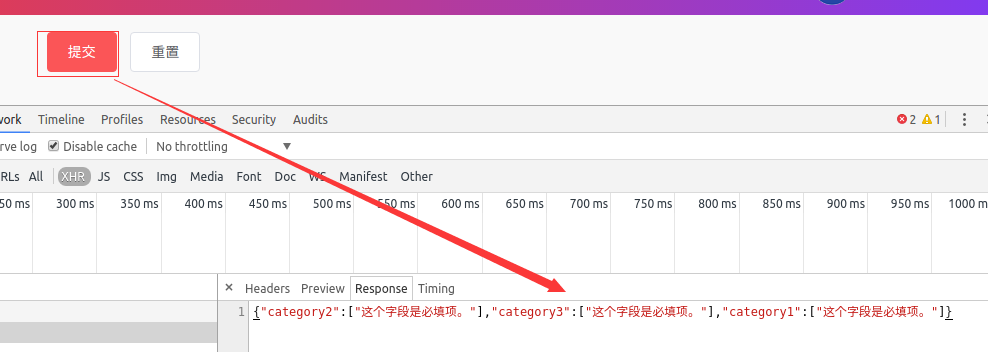 提交 重置
work Timeline Profiles Resources Security Audits 2 1
rve log Disable cache No throttling
RLs All XHR JS CSS Img Media Font Doc WS Manifest Other
50 ms 300 ms 350 ms 400 ms 450 ms 500 ms 550 ms 600 ms 650 ms 700 ms 750 ms 800 ms 850 ms 900 ms 950 ms 1000 m
× Headers Preview Response Timing
1 {"category2":["这个字段是必填项。"],"category3":["这个字段是必填项。"],"category1":["这个字段是必填项。"]}